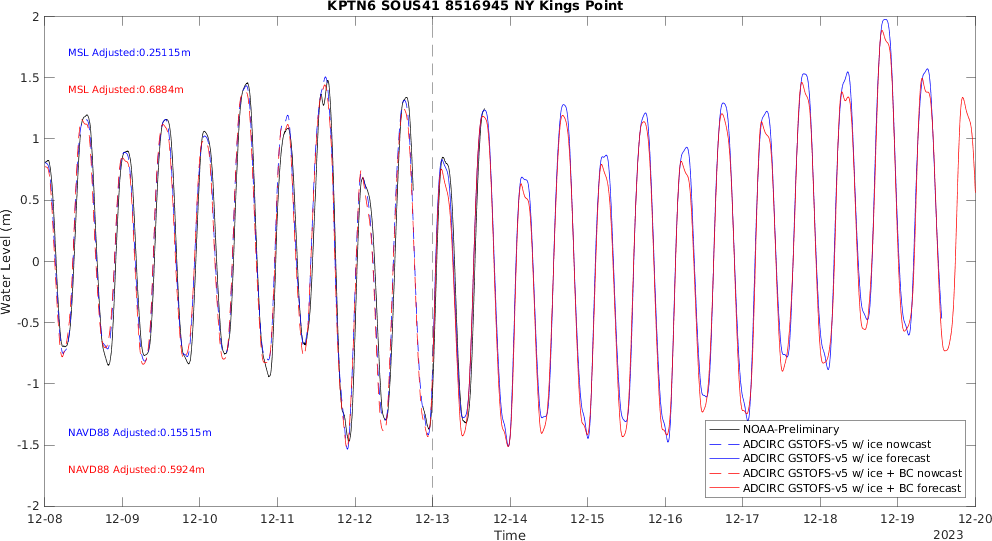 KPTN6 SOUS41 8516945 NY Kings Point
2
1.5
1
0.5
0
-0.5
-1
-1.5
-2
Water Level (m)
MSL Adjusted:0.25115m
MSL Adjusted:0.6884m
NAVD88 Adjusted:0.15515m
NAVD88 Adjusted:0.5924m
NOAA-Preliminary
ADCIRC GSTOFS-v5 w/ ice nowcast
ADCIRC GSTOFS-v5 w/ ice forecast
ADCIRC GSTOFS-v5 w/ ice + BC nowcast
ADCIRC GSTOFS-v5 w/ ice + BC forecast
12-08 12-09 12-10 12-11 12-12 12-13 12-14 12-15 12-16 12-17 12-18 12-19 12-20
Time
2023